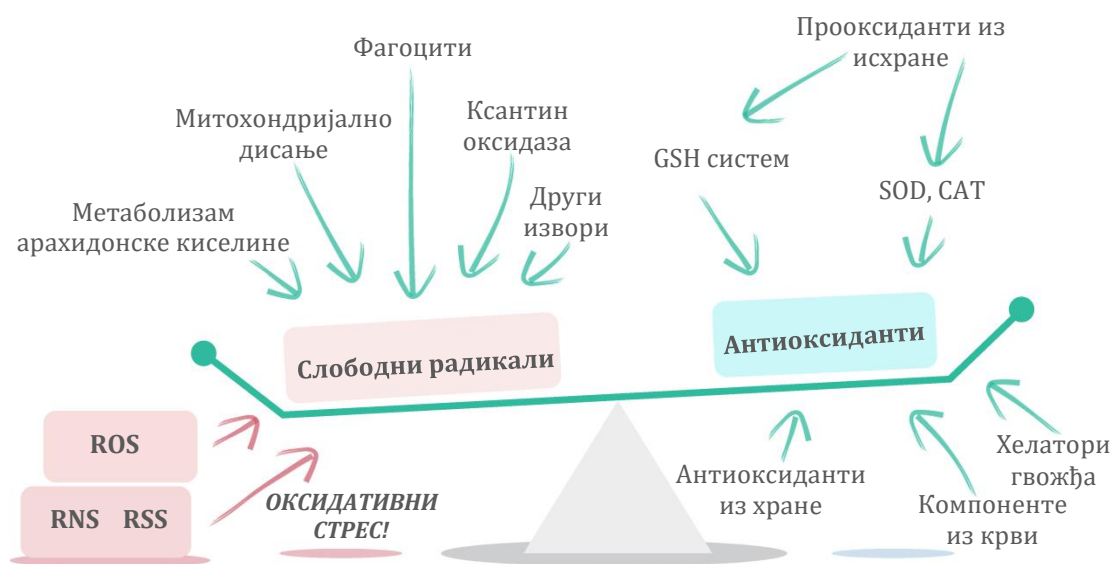 Фагоцити
Прооксиданти из
исхране
Митохондријално
дисање
Ксантин
оксидаза
GSH систем
SOD, CAT
Метаболизам
арахидонске киселине
Други
извори
Слободни радикали
Антиоксиданти
ROS
RNS RSS
ОКСИДАТИВНИ
СТРЕС!
Антиоксиданти
из хране
Компоненте
из крви
Хелатори
гвожђа